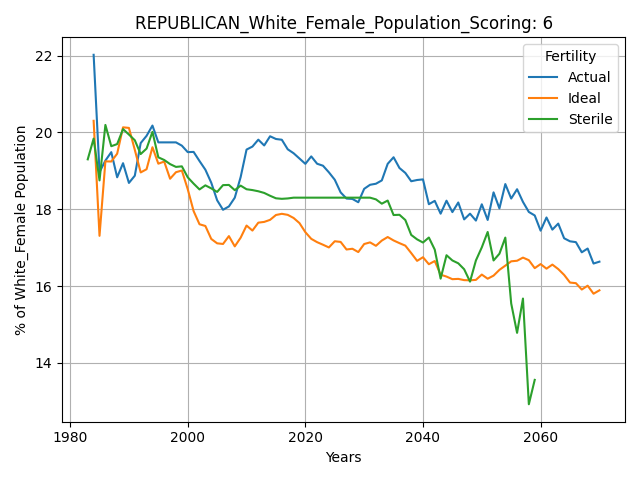 REPUBLICAN_White_Female_Population_Scoring: 6
% of White_Female Population
22
20
18
16
14
1980
2000
2020
2040
2060
Years
Fertility
Actual
Ideal
Sterile